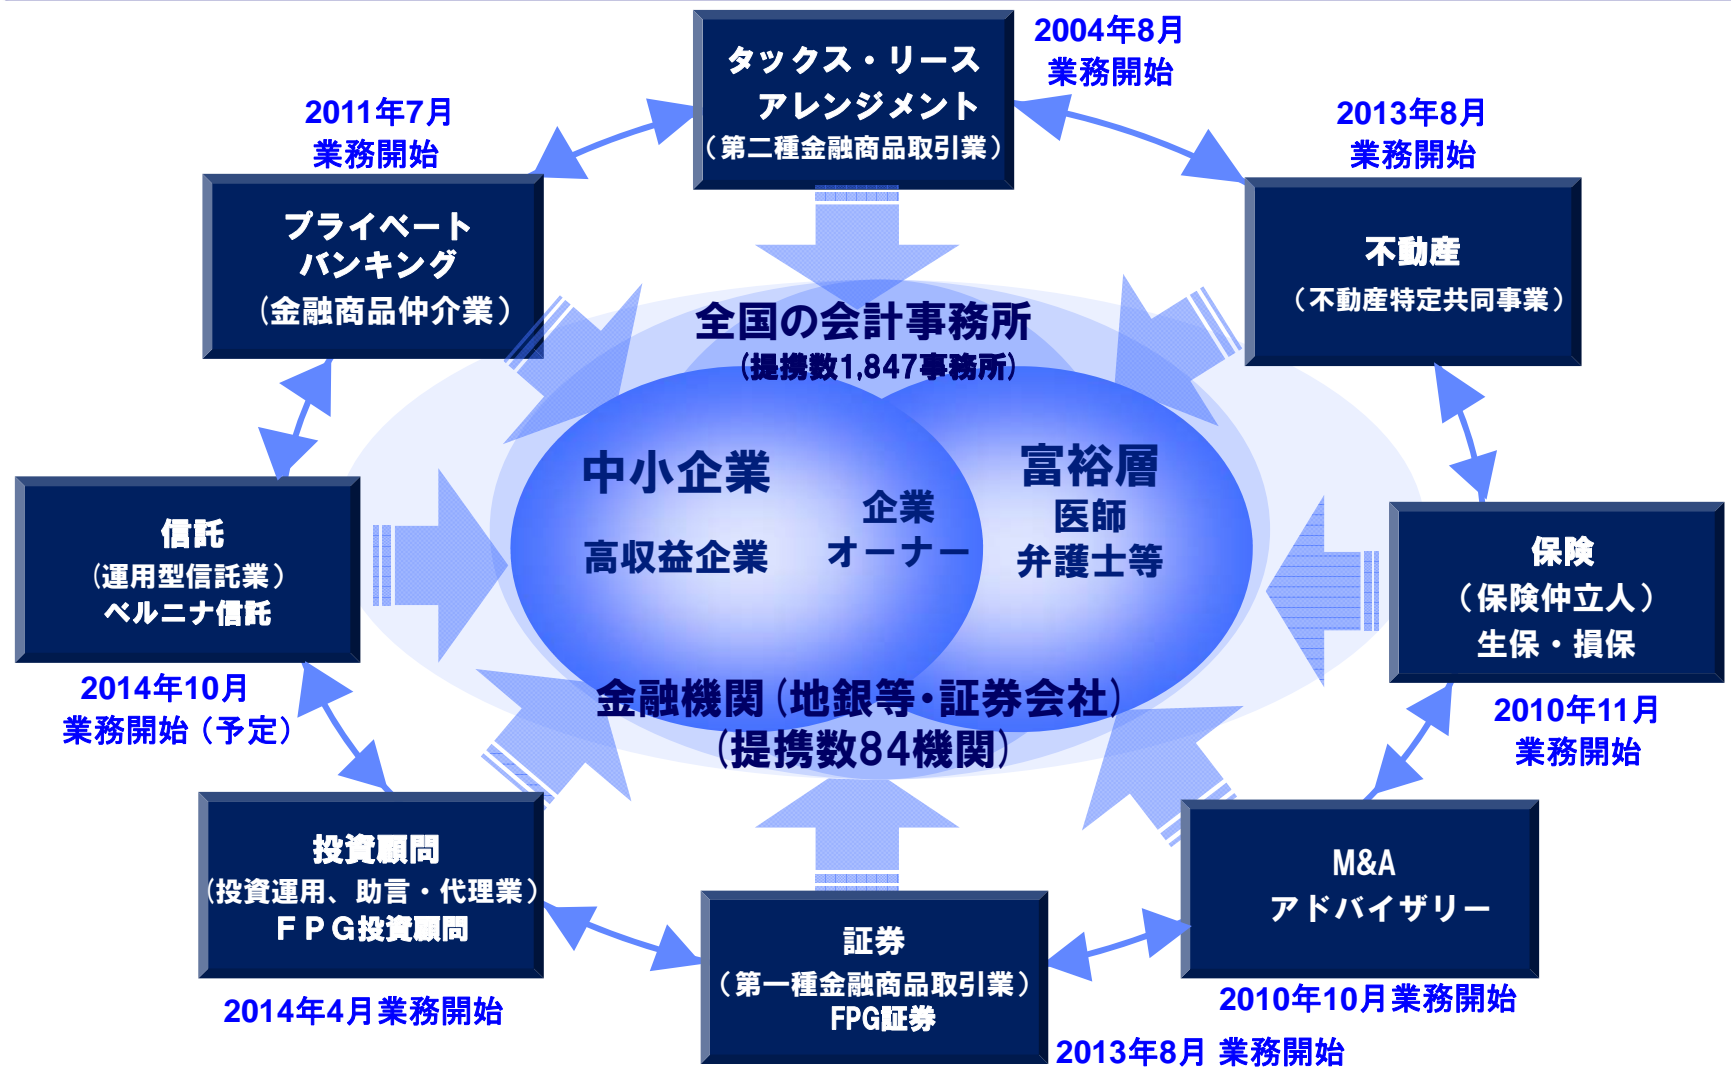 タックス・リース
アレンジメント
（第二種金融商品取引業）
2004年8月
業務開始
2011年7月
業務開始
プライベート
バンキング
(金融商品仲介業）
2013年8月
業務開始
不動産
（不動産特定共同事業）
全国の会計事務所
(提携数1,847事務所)
中小企業
高収益企業
企業
オーナー
富裕層
医師
弁護士等
金融機関(地銀等・証券会社)
(提携数84機関)
信託
(運用型信託業）
ベルニナ信託
2014年10月
業務開始（予定）
保険
（保険仲立人）
生保・損保
2010年11月
業務開始
投資顧問
(投資運用、助言・代理業）
ＦＰＧ投資顧問
2014年4月業務開始
証券
（第一種金融商品取引業）
FPG証券
2013年8月 業務開始
M&A
アドバイザリー
2010年10月業務開始